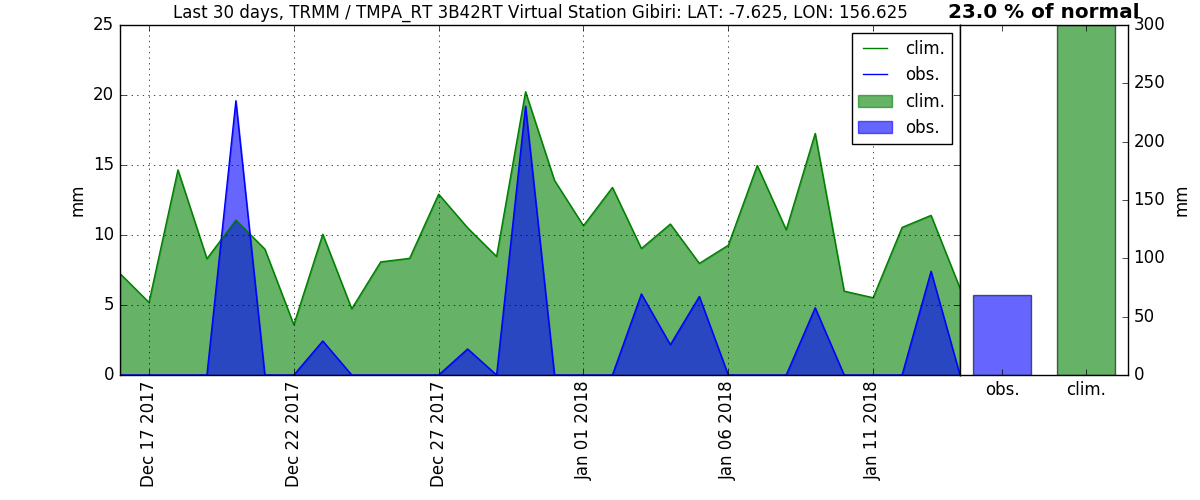 Last 30 days, TRMM / TMPA_RT 3B42RT Virtual Station Gibiri: LAT: -7.625, LON: 156.625
23.0 % of normal
25
20
15
10
5
0
mm
clim.
obs.
clim.
obs.
Dec 17 2017
Dec 22 2017
Dec 27 2017
Jan 01 2018
Jan 06 2018
Jan 11 2018
300
250
200
150
100
50
0
mm
obs.
clim.